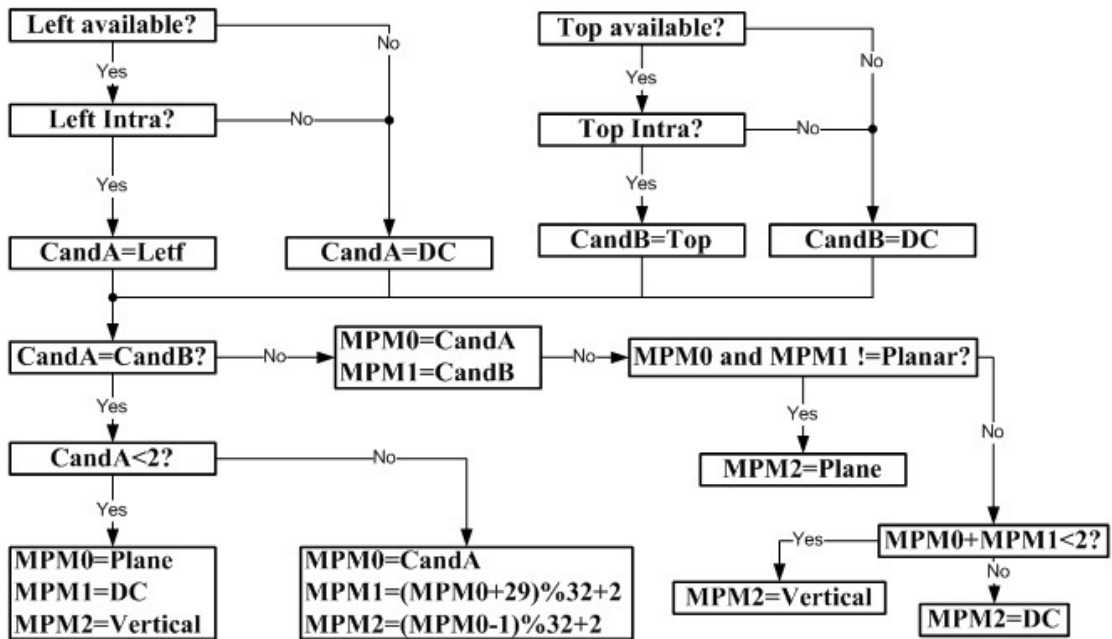 Left available?
No
Yes
Left Intra?
No
Yes
CandA=Letf
CandA=DC
Top available?
No
Yes
Top Intra?
No
Yes
CandB=Top
CandB=DC
CandA=CandB?
No
MPM0=CandA
MPM1=CandB
No
MPM0 and MPM1 !=Planar?
Yes
No
Yes
CandA<2?
No
MPM2=Plane
Yes
MPM0=Plane
MPM1=DC
MPM2=Vertical
MPM0=CandA
MPM1=(MPM0+29)%32+2
MPM2=(MPM0-1)%32+2
MPM0+MPM1<2?
Yes
No
MPM2=Vertical
MPM2=DC